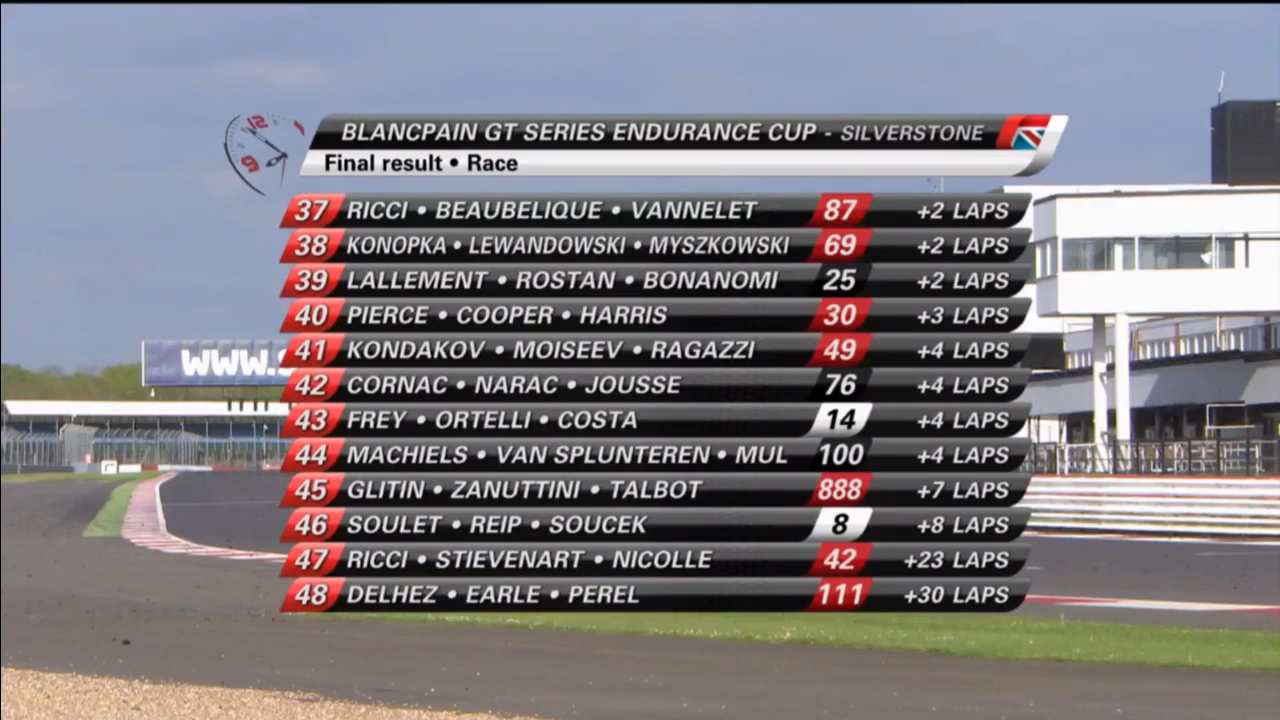 BLANCPAIN GT SERIES ENDURANCE CUP - SILVERSTONE
Final result • Race
37 RICCI • BEAUBELIQUE • VANNELET 87 +2 LAPS
38 KONOPKA • LEWANDOWSKI • MYSZKOWSKI 69 +2 LAPS
39 LALLEMENT • ROSTAN • BONANOMI 25 +2 LAPS
40 PIERCE • COOPER • HARRIS 30 +3 LAPS
41 KONDAKOV • MOISEEV • RAGAZZI 49 +4 LAPS
42 CORNAC • NARAC • JOUSSE 76 +4 LAPS
43 FREY • ORTELLI • COSTA 14 +4 LAPS
44 MACHIELS • VAN SPLUNTEREN • MUL 100 +4 LAPS
45 GLITIN • ZANUTTINI • TALBOT 888 +7 LAPS
46 SOULET • REIP • SOUCEK 8 +8 LAPS
47 RICCI • STIEVENART • NICOLLE 42 +23 LAPS
48 DELHEZ • EARLE • PEREL 111 +30 LAPS
www.s
12
6